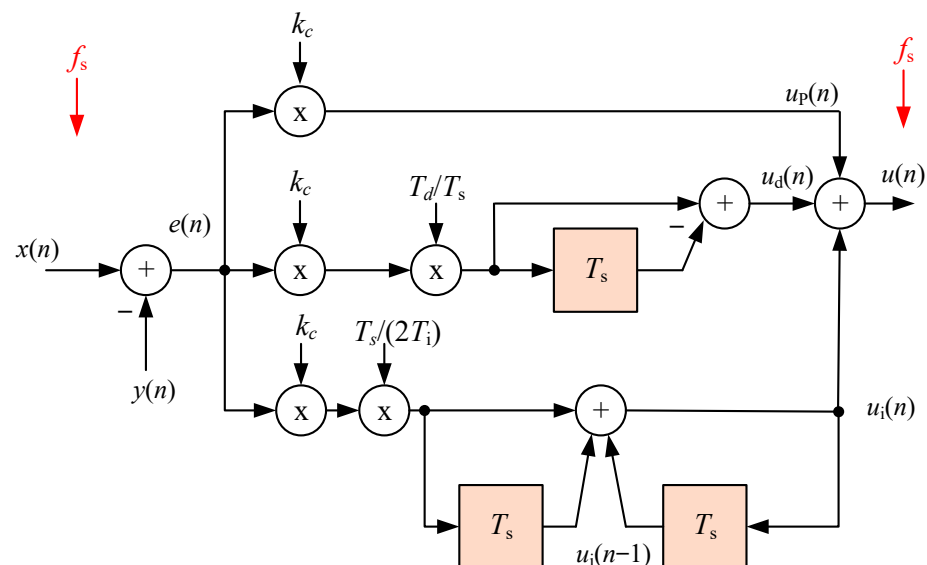 k_c
f_s
f_s
x
u_P(n)
k_c
T_d/T_s
u_d(n)
u(n)
+
+
−
e(n)
x(n)
+
x
x
T_s
−
k_c
T_s/(2T_i)
y(n)
x
x
+
u_i(n)
T_s
T_s
u_i(n−1)